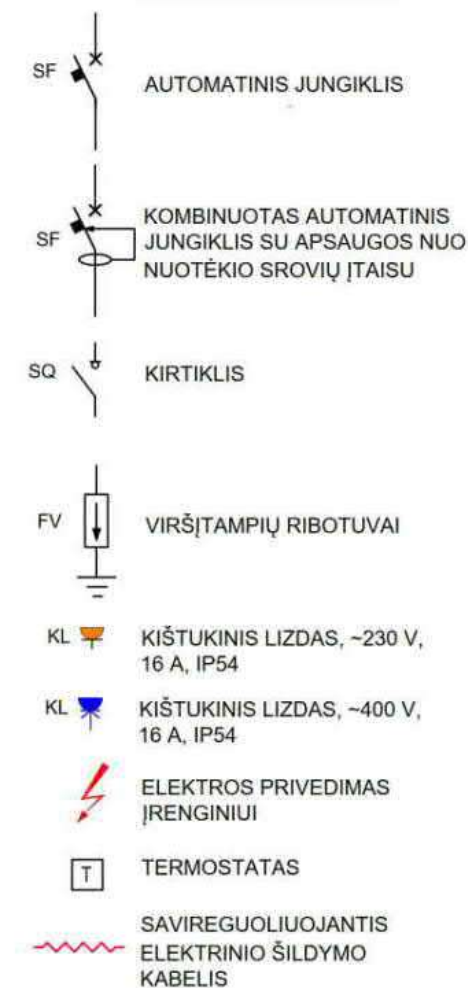 SF AUTOMATINIS JUNGIKLIS
KOMBINUOTAS AUTOMATINIS
SF JUNGIKLIS SU APSAUGOS NUO
NUOTĖKIO SROVIŲ ĮTAISU
SQ KIRTIKLIS
FV VIRŠĮTAMPIŲ RIBOTUVAI
KL KIŠTUKINIS LIZDAS, ~230 V,
16 A, IP54
KL KIŠTUKINIS LIZDAS, ~400 V,
16 A, IP54
ELEKTROS PRIVEDIMAS
ĮRENGINIUI
T TERMOSTATAS
SAVIREGUOLIUOJANTIS
ELEKTRINIO ŠILDYMO
KABELIS